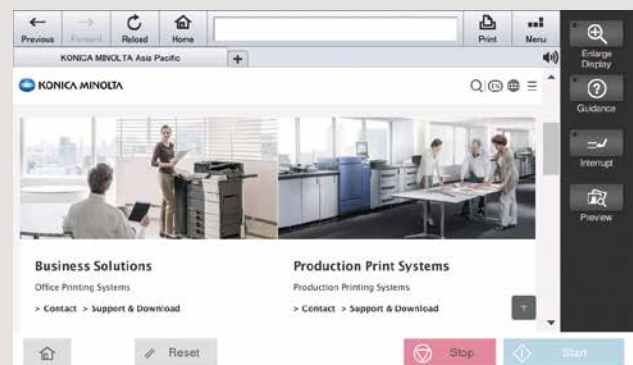 Previous Forward Reload Home Print Menu
KONICA MINOLTA Asia Pacific +
KONICA MINOLTA EN
Business Solutions
Office Printing Systems
> Contact > Support & Download
Production Print Systems
Production Printing Systems
> Contact > Support & Download
Enlarge
Display
Guidance
Interrupt
Preview
Reset Stop Start